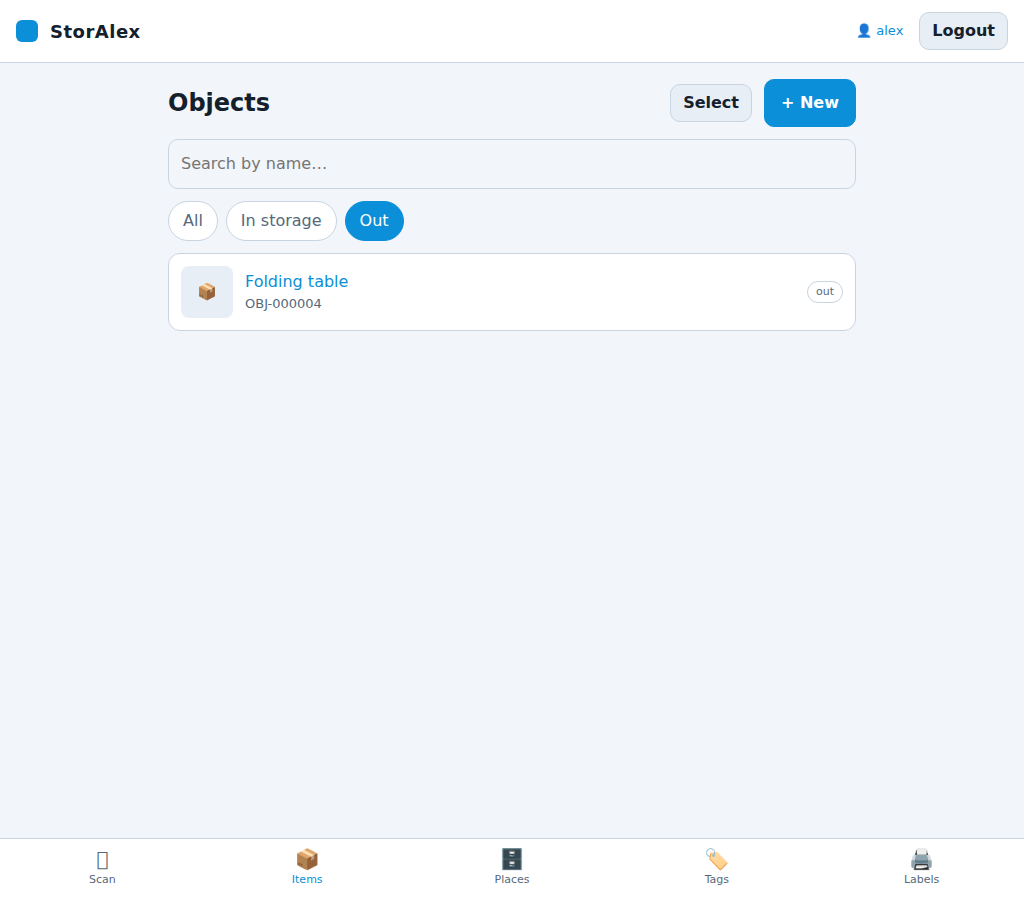 StorAlex
alex
Logout
Objects
Select
+ New
Search by name…
All
In storage
Out
Folding table
OBJ-000004
out
Scan
Items
Places
Tags
Labels